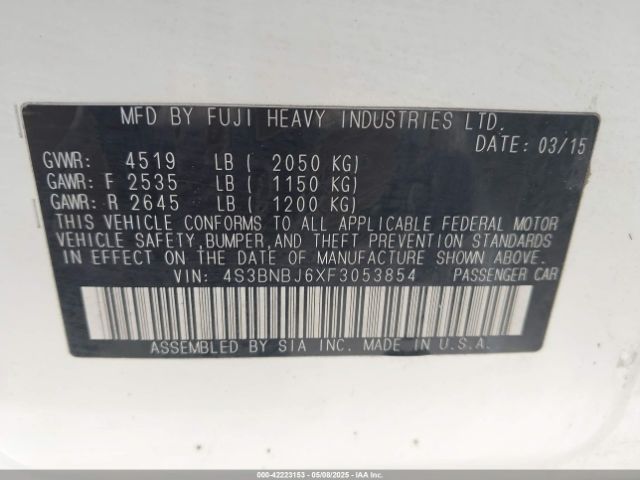 MFD BY FUJI HEAVY INDUSTRIES LTD.
DATE: 03/15
GVWR: 4519 LB ( 2050 KG)
GAWR: F 2535 LB ( 1150 KG)
GAWR: R 2645 LB ( 1200 KG)
THIS VEHICLE CONFORMS TO ALL APPLICABLE FEDERAL MOTOR
VEHICLE SAFETY, BUMPER, AND THEFT PREVENTION STANDARDS
IN EFFECT ON THE DATE OF MANUFACTURE SHOWN ABOVE.
VIN: 4S3BNBJ6XF3053854 PASSENGER CAR
ASSEMBLED BY SIA INC. MADE IN U.S.A.
000-42223153 - 05/08/2025 - IAAI.COM